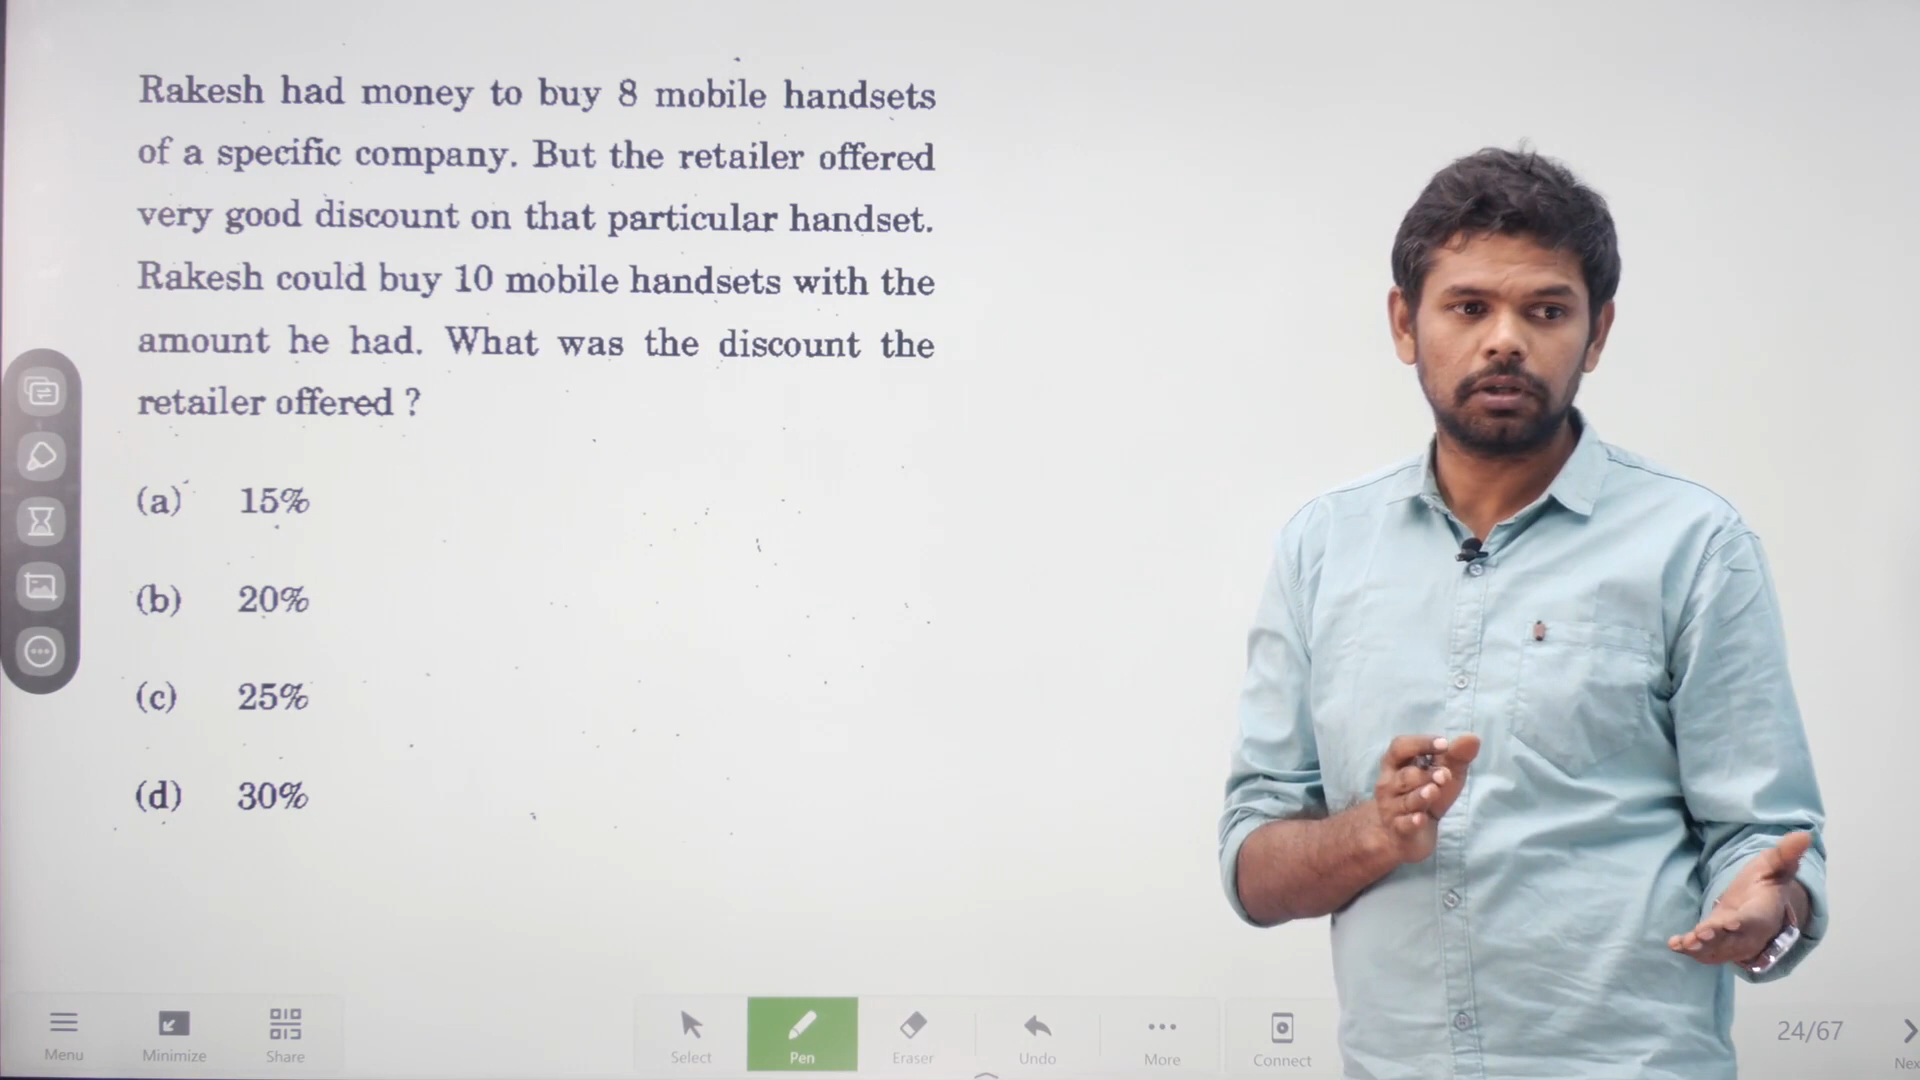 Rakesh had money to buy 8 mobile handsets
of a specific company. But the retailer offered
very good discount on that particular handset.
Rakesh could buy 10 mobile handsets with the
amount he had. What was the discount the
retailer offered ?
(a) 15%
(b) 20%
(c) 25%
(d) 30%
Menu
Minimize
Share
Select
Pen
Eraser
Undo
More
Connect
24/67